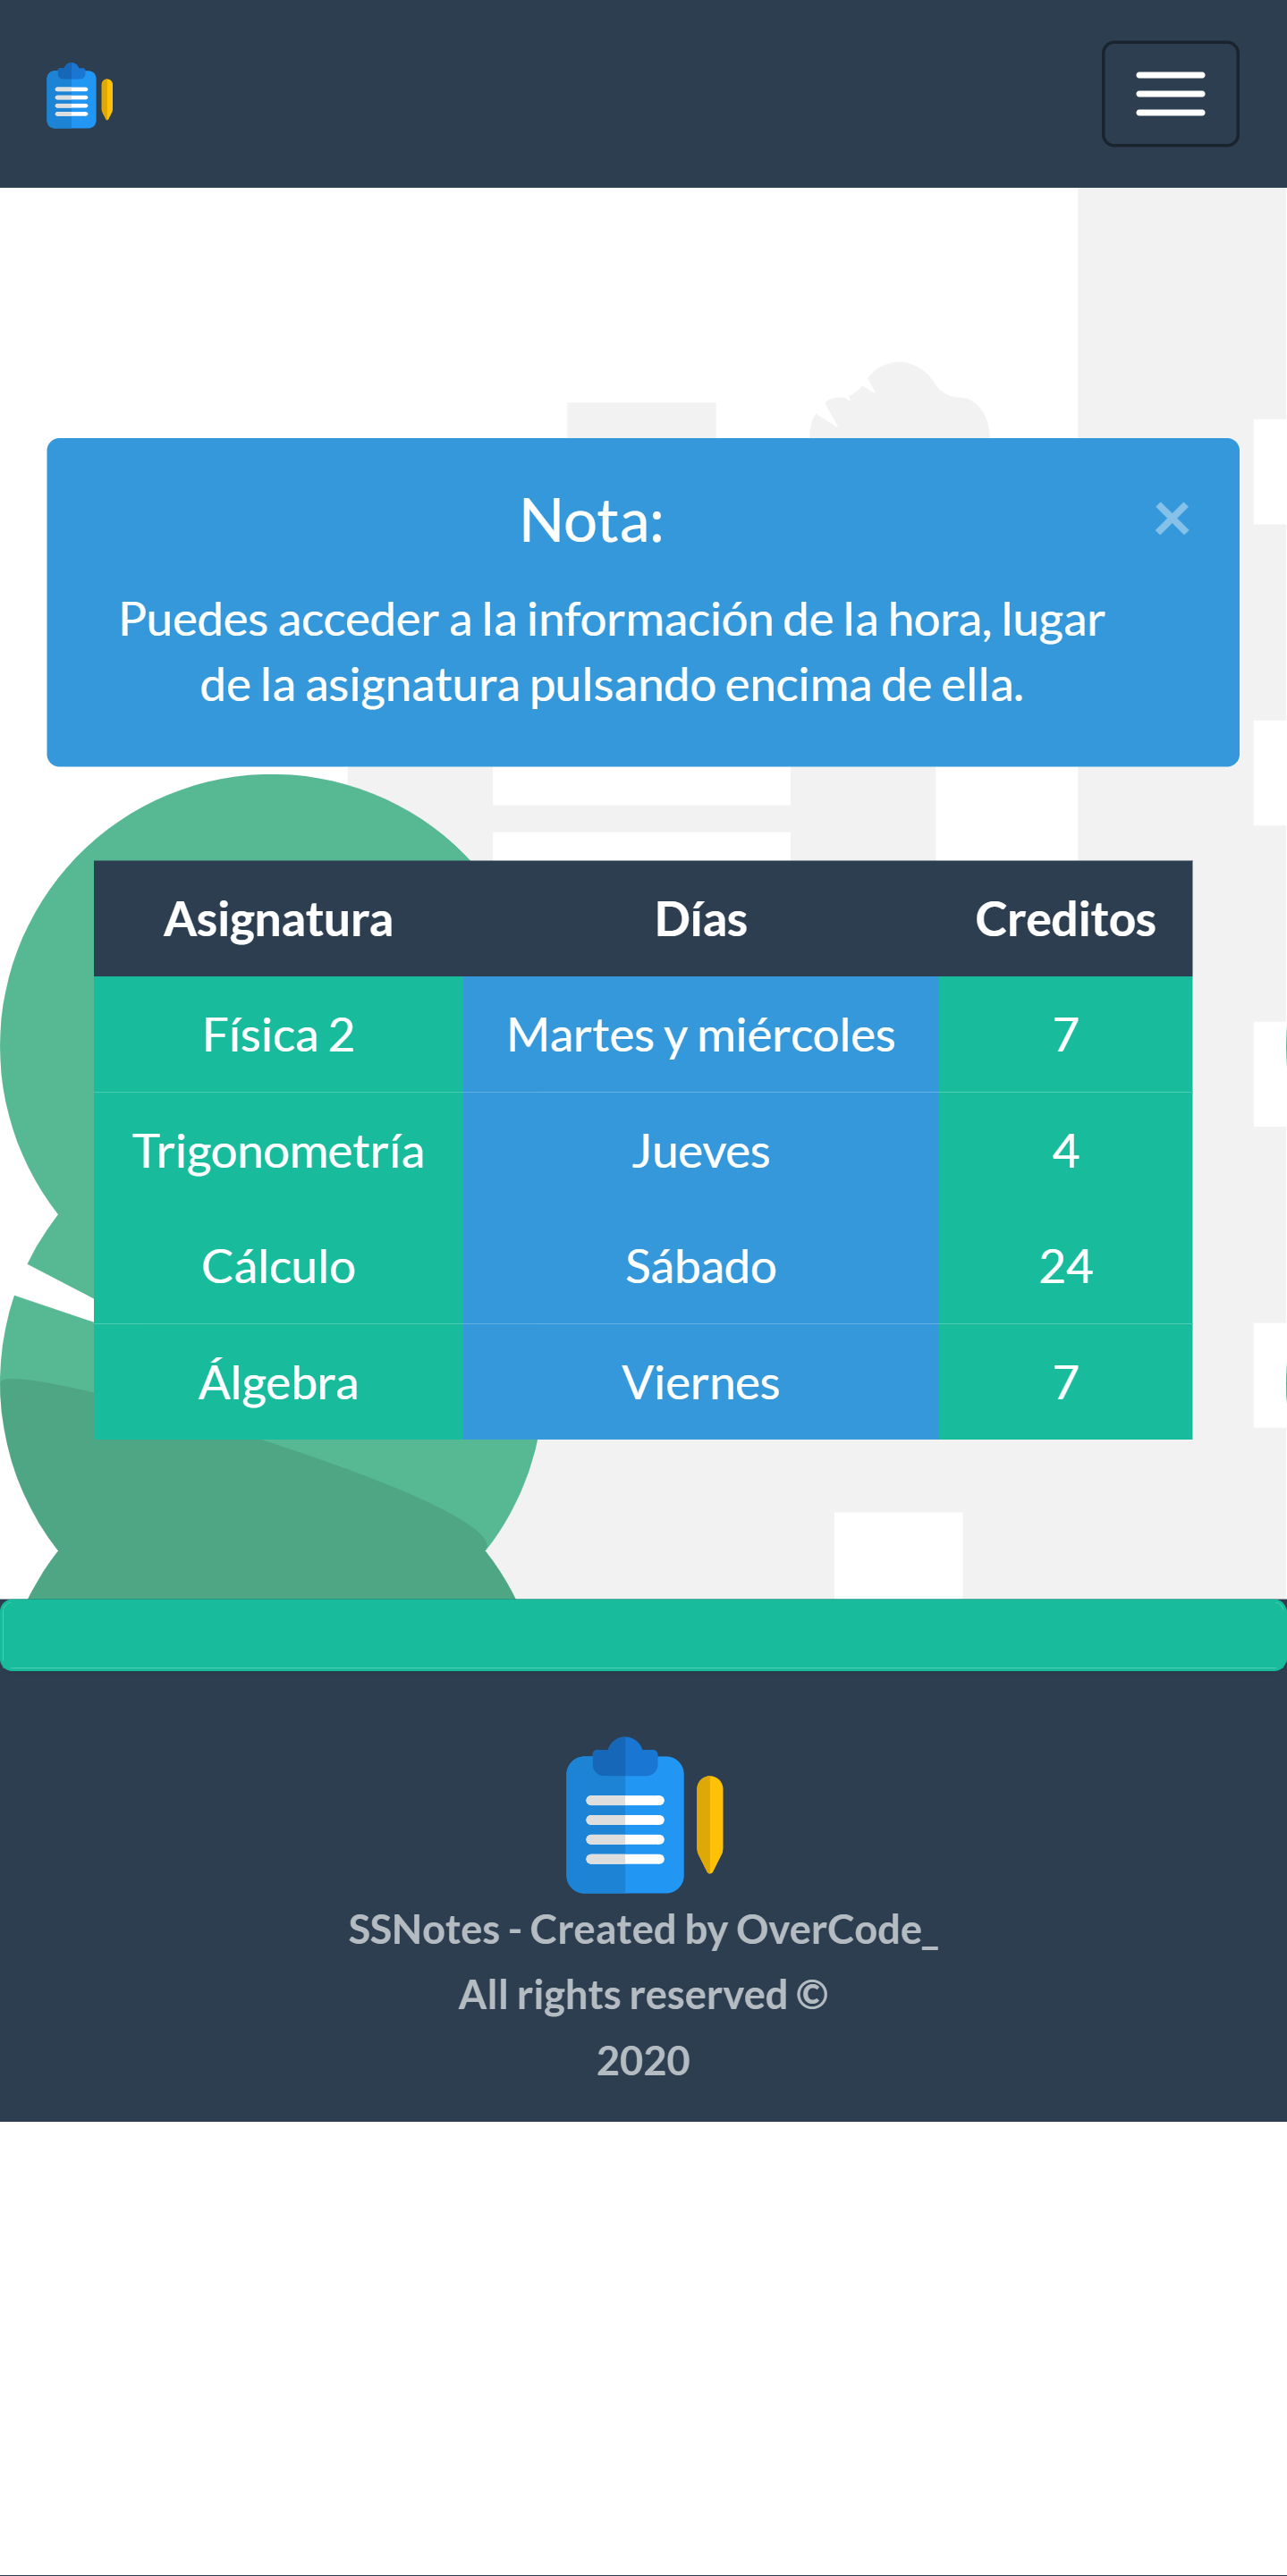 Nota:
×
Puedes acceder a la información de la hora, lugar
de la asignatura pulsando encima de ella.
Asignatura Días Creditos
Física 2 Martes y miércoles 7
Trigonometría Jueves 4
Cálculo Sábado 24
Álgebra Viernes 7
SSNotes - Created by OverCode_
All rights reserved ©
2020